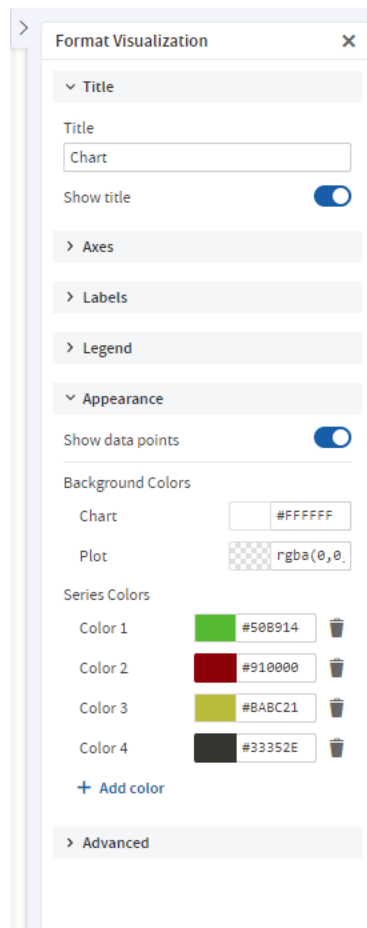 Format Visualization
Title
Title
Chart
Show title
Axes
Labels
Legend
Appearance
Show data points
Background Colors
Chart #FFFFFF
Plot rgba(0,0
Series Colors
Color 1 #50B914
Color 2 #910000
Color 3 #BABC21
Color 4 #33352E
+ Add color
Advanced